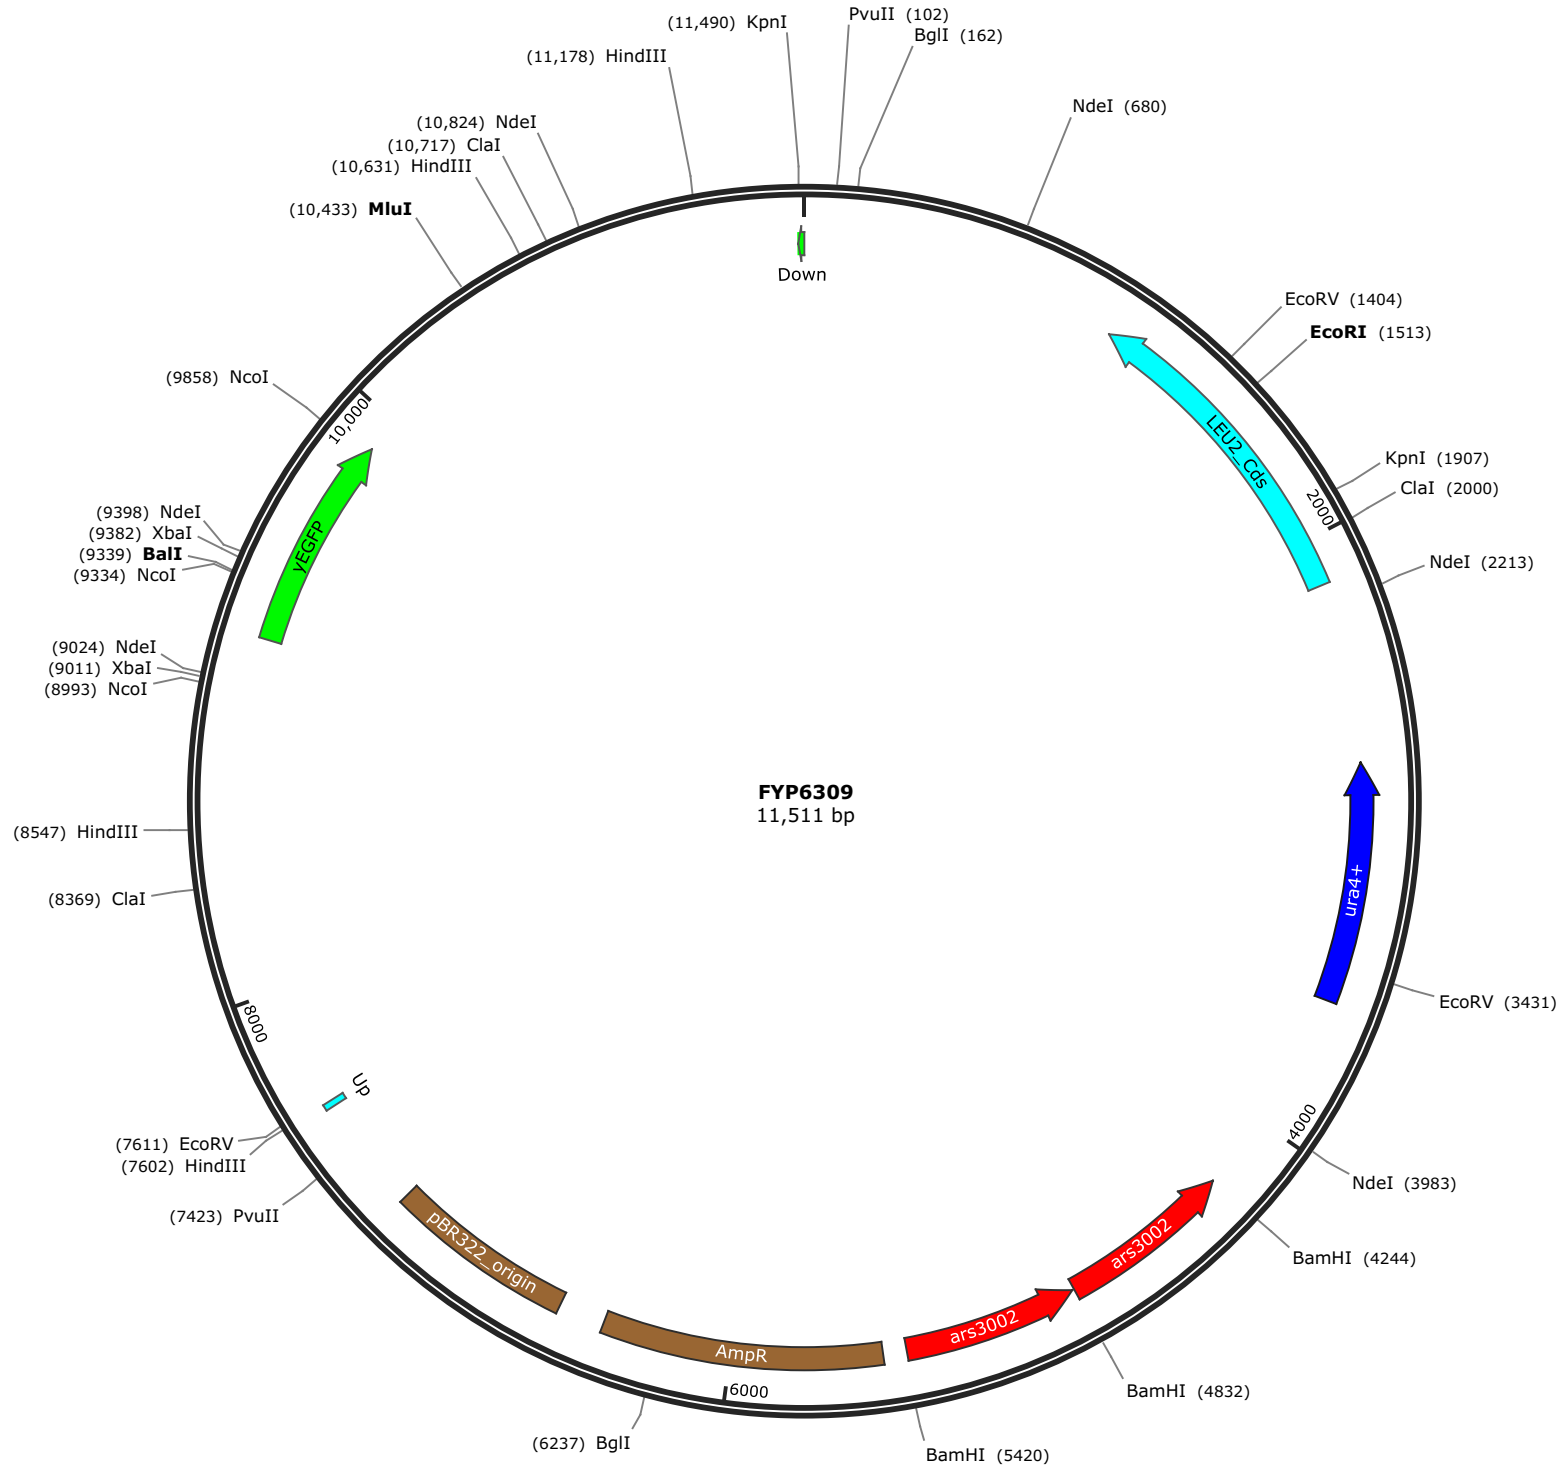 (11,490) KpnI
PvuII (102)
BglI (162)
(11,178) HindIII
NdeI (680)
(10,824) NdeI
(10,717) ClaI
(10,631) HindIII
(10,433) MluI
Down
EcoRV (1404)
EcoRI (1513)
(9858) NcoI
10,000
LEU2_Cds
KpnI (1907)
ClaI (2000)
2000
(9398) NdeI
(9382) XbaI
(9339) BalI
(9334) NcoI
yEGFP
NdeI (2213)
(9024) NdeI
(9011) XbaI
(8993) NcoI
FYP6309
11,511 bp
(8547) HindIII
(8369) ClaI
ura4+
EcoRV (3431)
8000
Up
4000
(7611) EcoRV
(7602) HindIII
NdeI (3983)
(7423) PvuII
BamHI (4244)
pBR322_origin
ars3002
ars3002
AmpR
6000
BamHI (4832)
(6237) BglI
BamHI (5420)